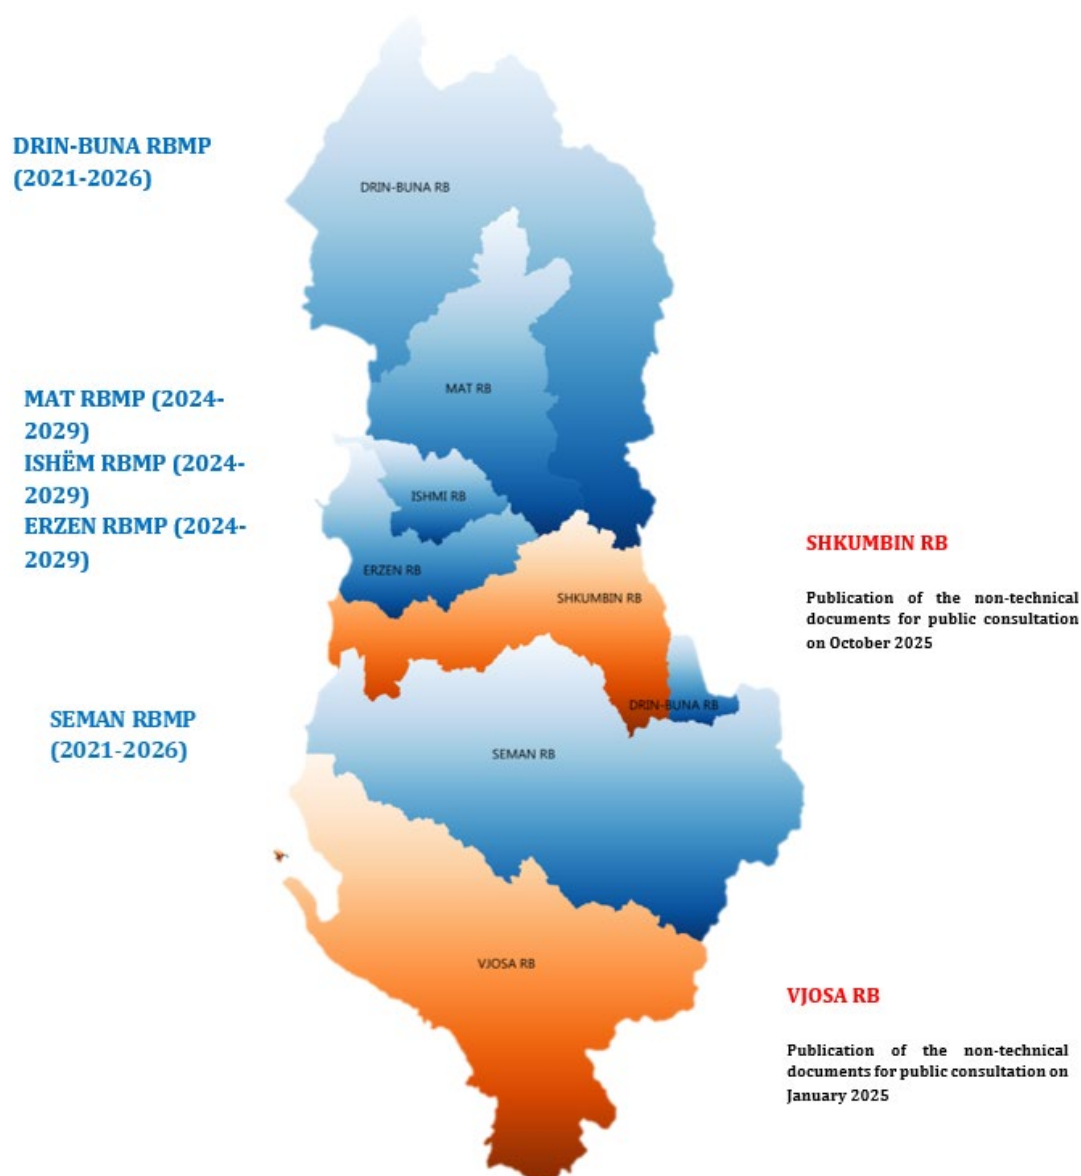 DRIN-BUNA RBMP
(2021-2026)
DRIN-BUNA RB
MAT RB
MAT RBMP (2024-
2029)
ISHËM RBMP (2024-
2029)
ERZEN RBMP (2024-
2029)
ISHMI RB
ERZEN RB
SHKUMBIN RB
SHKUMBIN RB
Publication of the non-technical
documents for public consultation
on October 2025
DRIN-BUNA RB
SEMAN RBMP
(2021-2026)
SEMAN RB
VJOSA RB
VJOSA RB
Publication of the non-technical
documents for public consultation on
January 2025